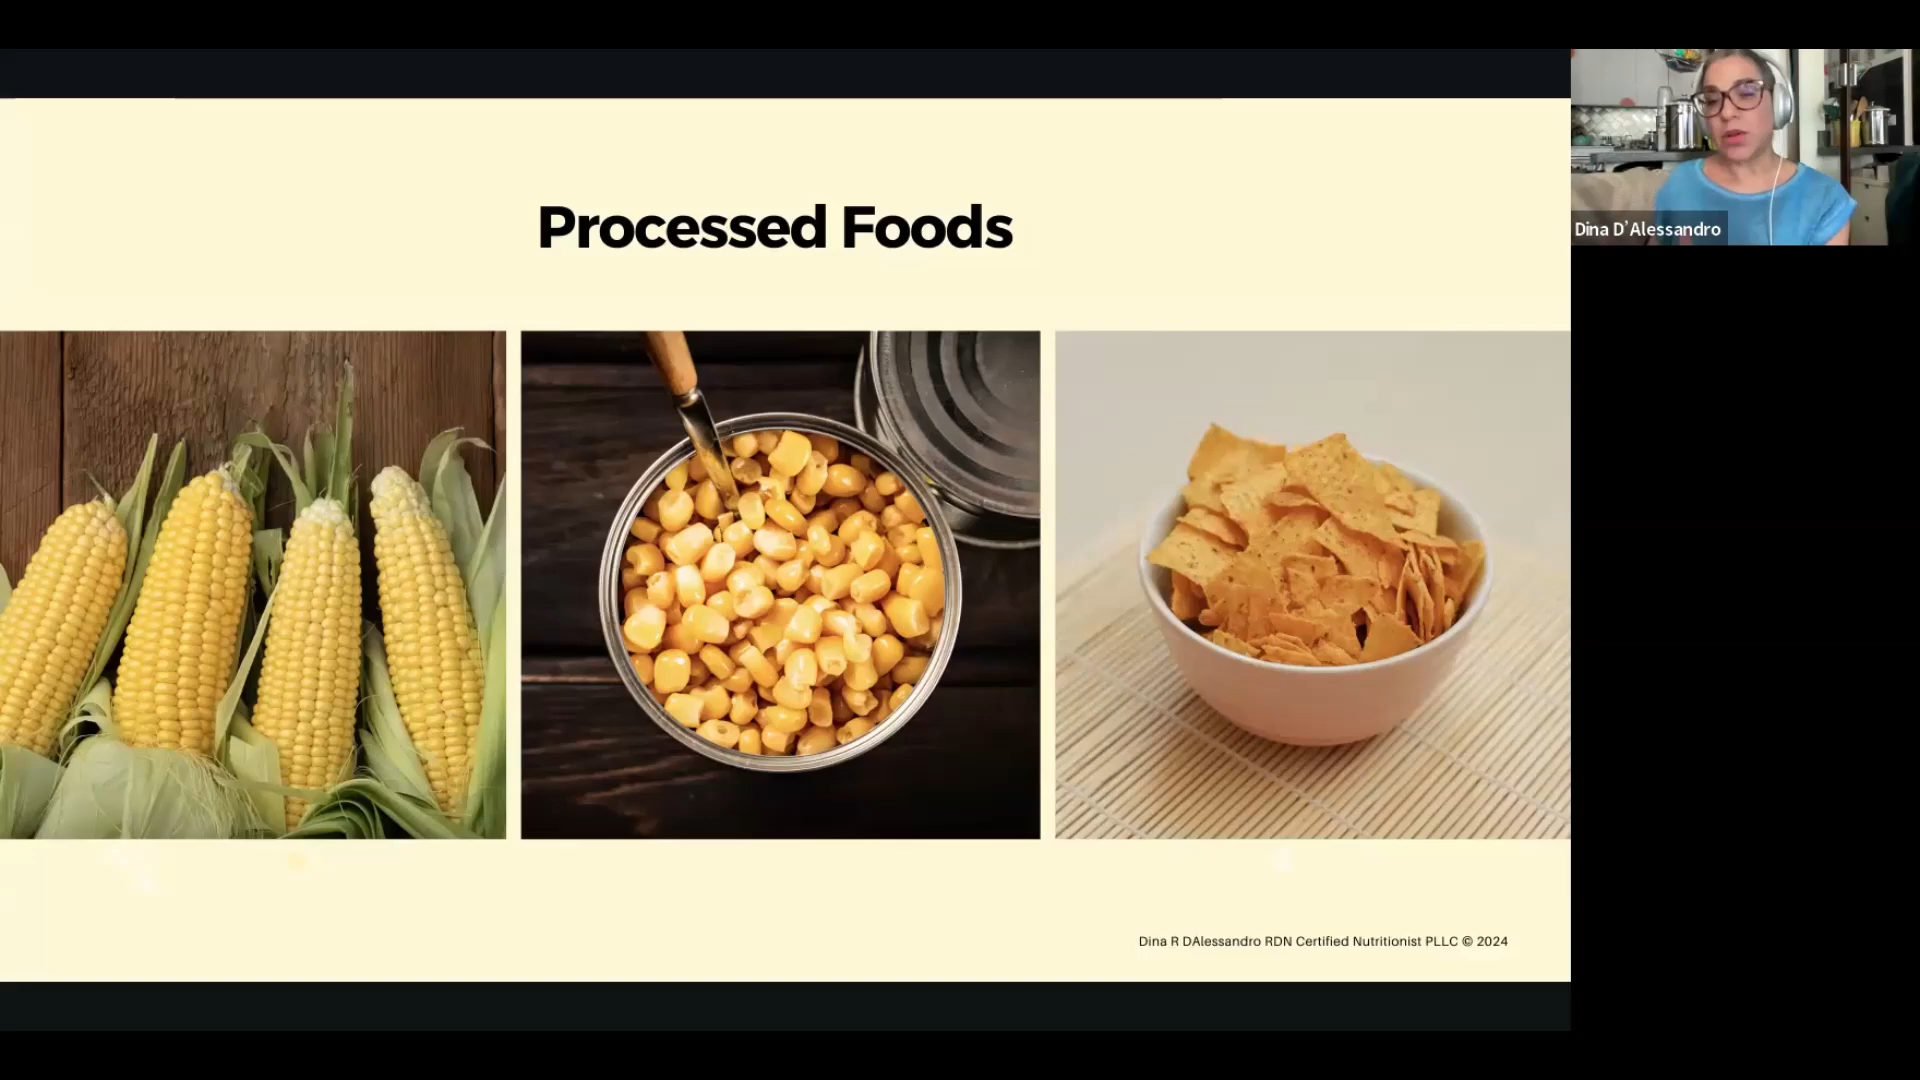 Processed Foods
Dina D'Alessandro
Dina R DAlessandro RDN Certified Nutritionist PLLC © 2024